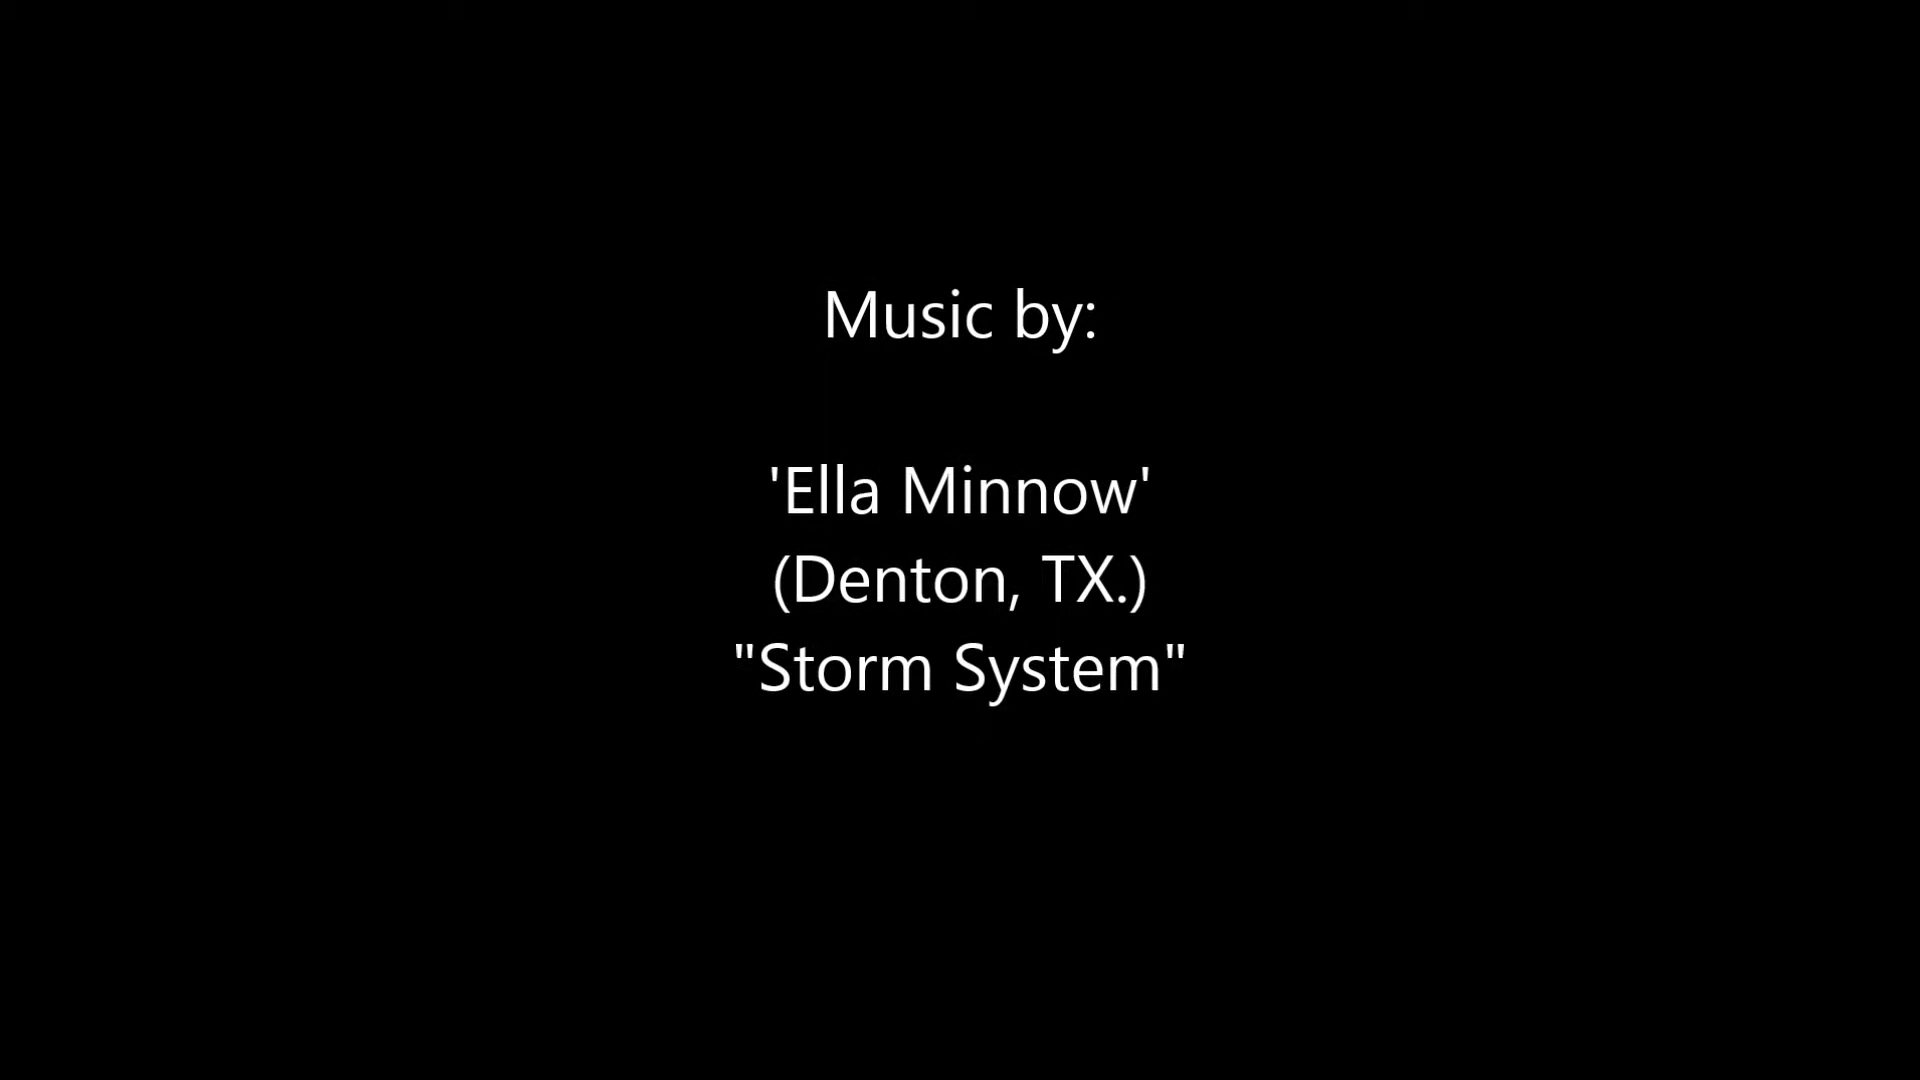 Music by:
'Ella Minnow'
(Denton, TX.)
"Storm System"